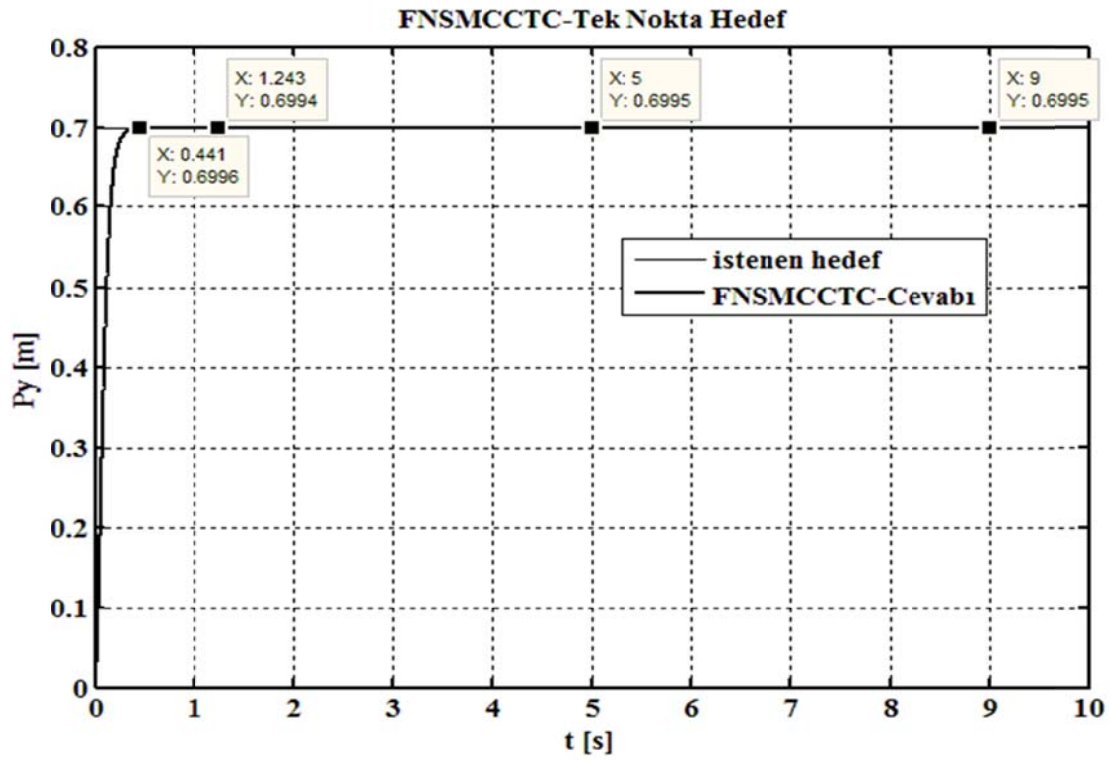 FNSMCCTC-Tek Nokta Hedef
0.8
0.7
0.6
0.5
0.4
0.3
0.2
0.1
0
Py [m]
X: 1.243
Y: 0.6994
X: 5
Y: 0.6995
X: 9
Y: 0.6995
X: 0.441
Y: 0.6996
istenen hedef
FNSMCCTC-Cevabı
0 1 2 3 4 5 6 7 8 9 10
t [s]